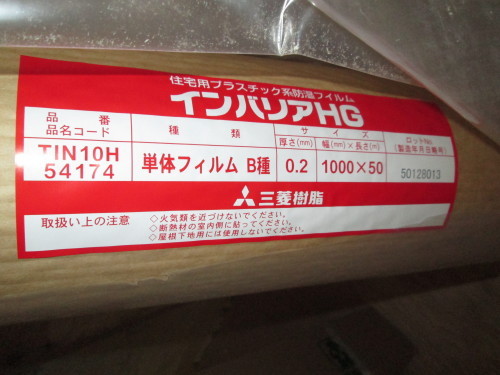 住宅用プラスチック系防湿フィルム
インバリアHG
品番 品名コード 種類 サイズ 厚さ(mm) 幅(mm)×長さ(m) ロットNo. (製造年月日機号)
TIN10H 54174 単体フィルム B種 0.2 1000×50 50128013
三菱樹脂
取扱い上の注意
◇火気類を近づけないでください。
◇断熱材の室内側に貼ってください。
◇屋根下地用には使用しないでください。